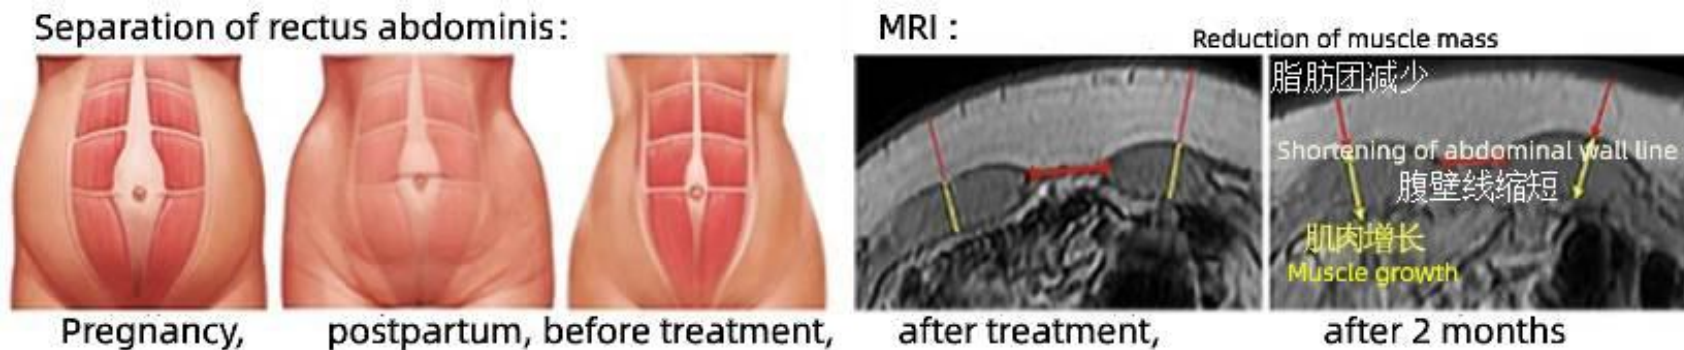 Separation of rectus abdominis:
MRI :
Reduction of muscle mass
脂肪团减少
Shortening of abdominal wall line
腹壁线缩短
肌肉增长
Muscle growth
Pregnancy, postpartum, before treatment, after treatment, after 2 months